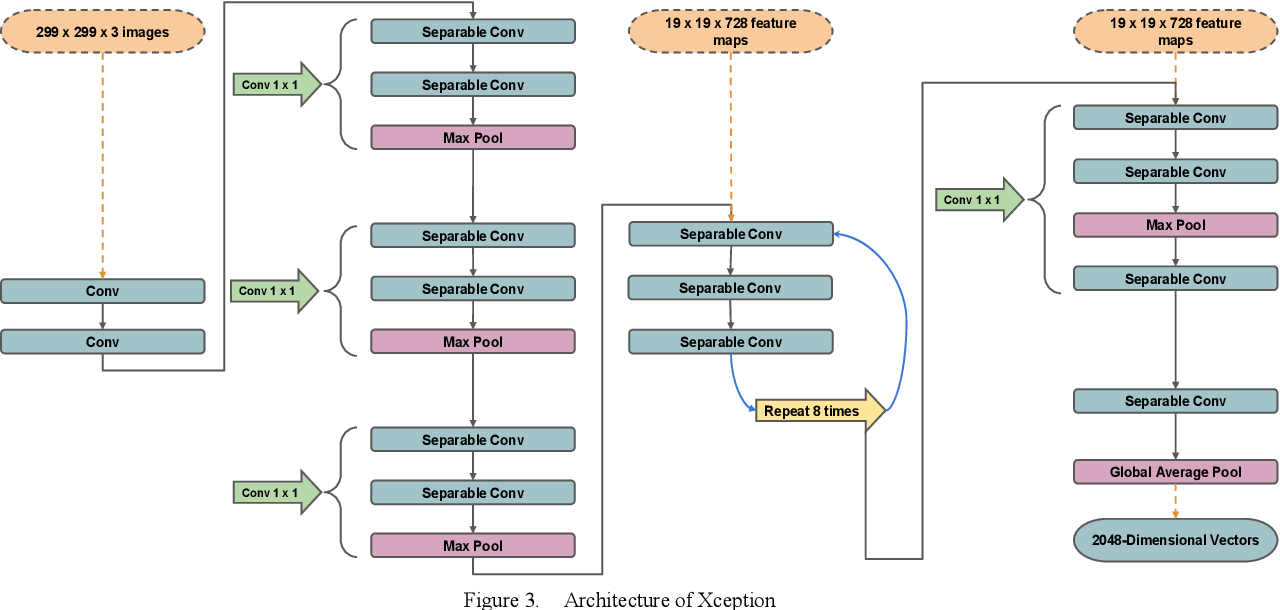 299 x 299 x 3 images
Conv
Conv
Conv 1 x 1
Separable Conv
Separable Conv
Max Pool
Conv 1 x 1
Separable Conv
Separable Conv
Max Pool
Conv 1 x 1
Separable Conv
Separable Conv
Max Pool
19 x 19 x 728 feature
maps
Separable Conv
Separable Conv
Separable Conv
Repeat 8 times
19 x 19 x 728 feature
maps
Conv 1 x 1
Separable Conv
Separable Conv
Max Pool
Separable Conv
Separable Conv
Global Average Pool
2048-Dimensional Vectors
Figure 3. Architecture of Xception